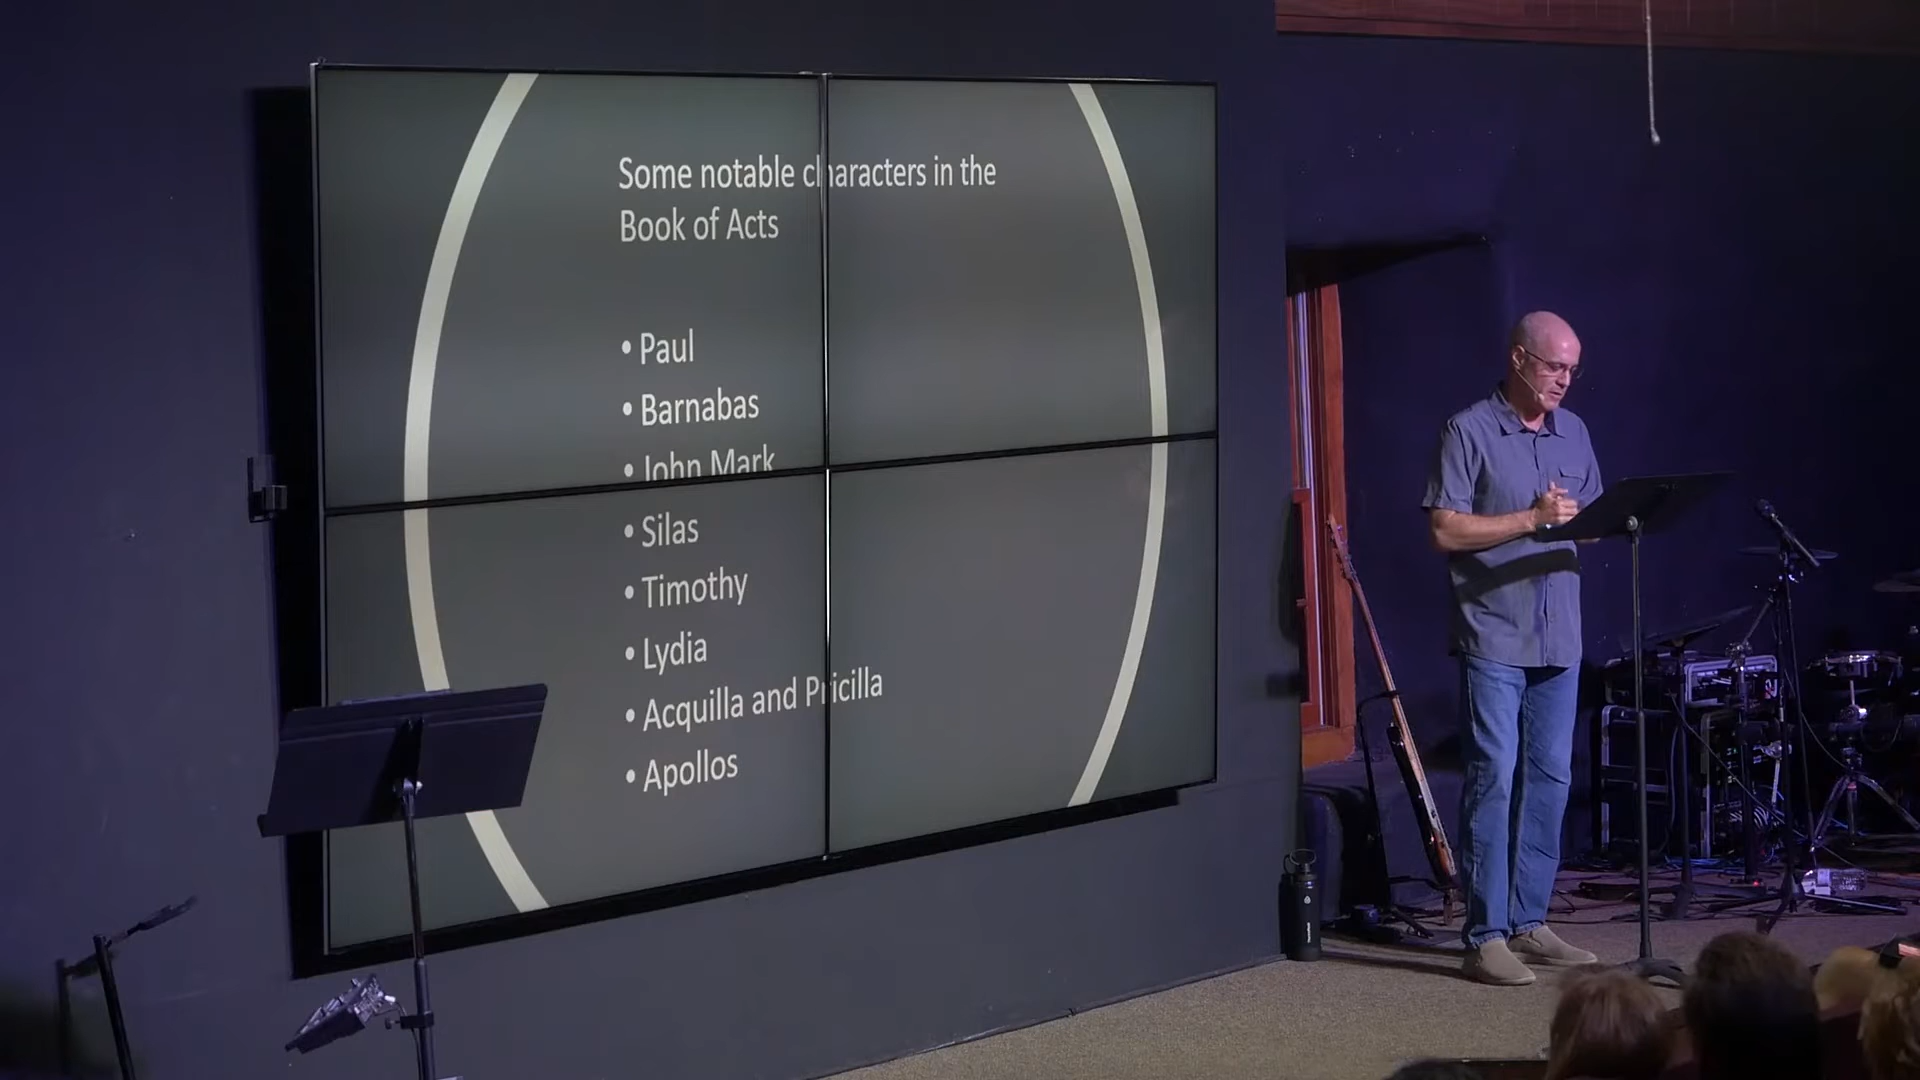 Some notable characters in the
Book of Acts
• Paul
• Barnabas
• John Mark
• Silas
• Timothy
• Lydia
• Acquilla and Pricilla
• Apollos